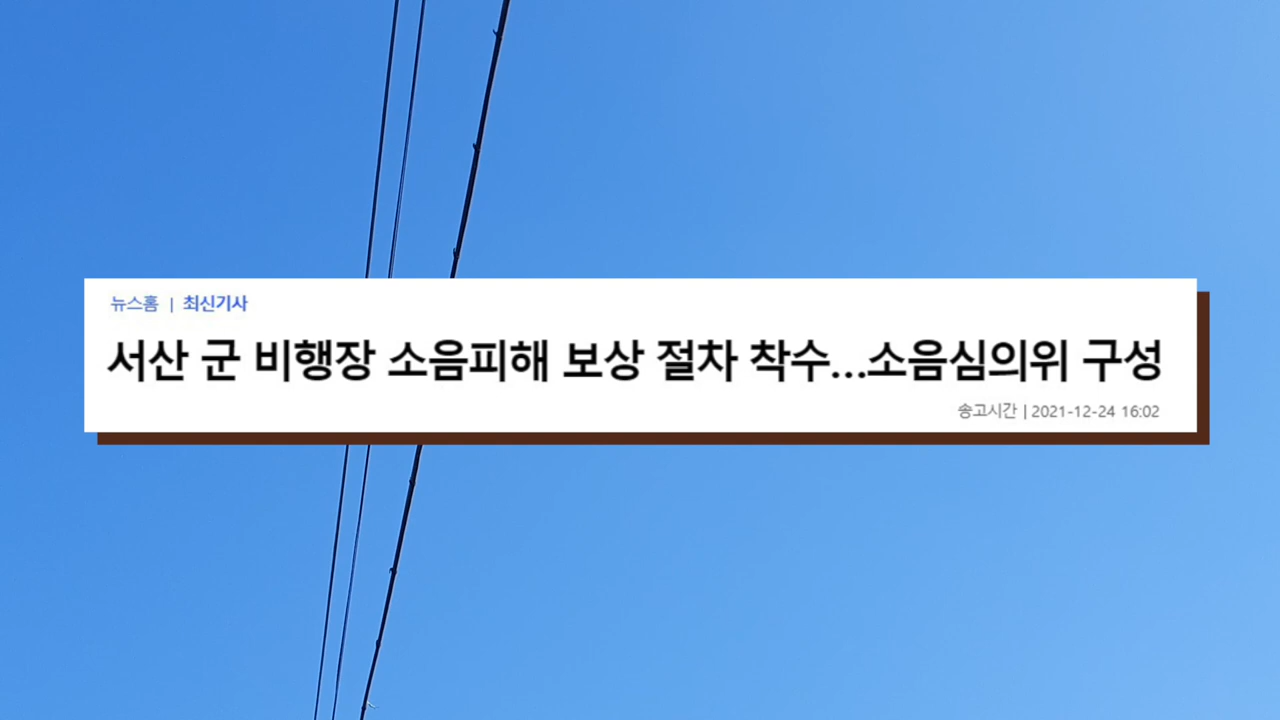 뉴스홈 | 최신기사
서산 군 비행장 소음피해 보상 절차 착수...소음심의위 구성
송고시간 | 2021-12-24 16:02